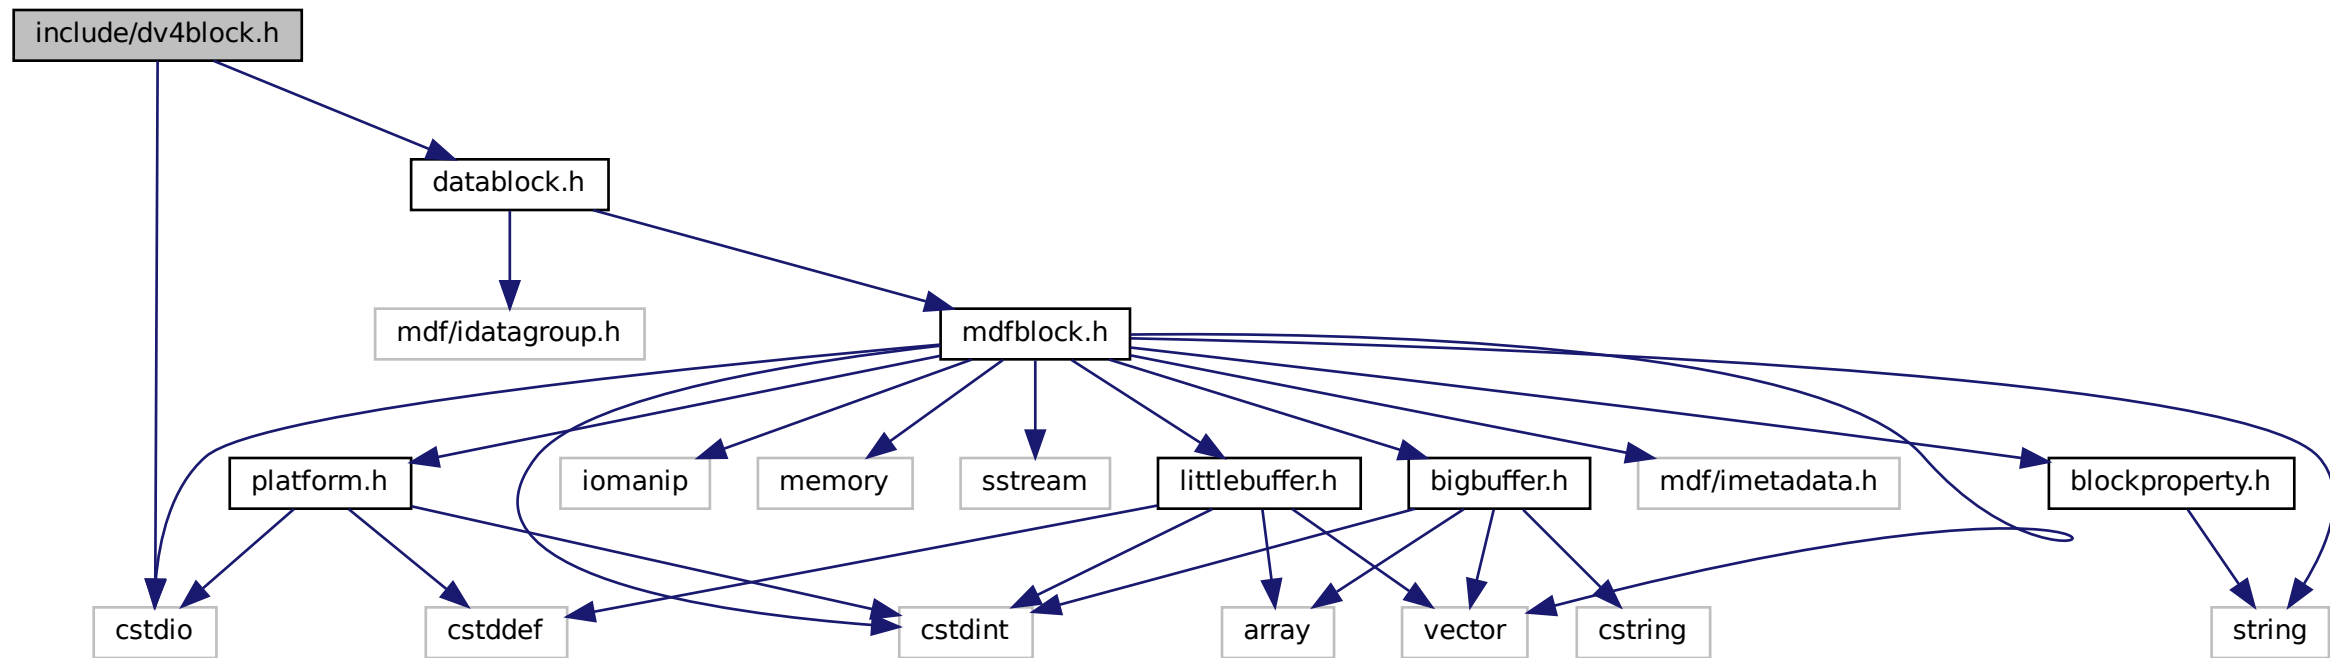 include/dv4block.h
datablock.h
mdf/idatagroup.h
mdfblock.h
platform.h
iomanip
memory
sstream
littlebuffer.h
bigbuffer.h
mdf/imetadata.h
blockproperty.h
cstdio
cstddef
cstdint
array
vector
cstring
string